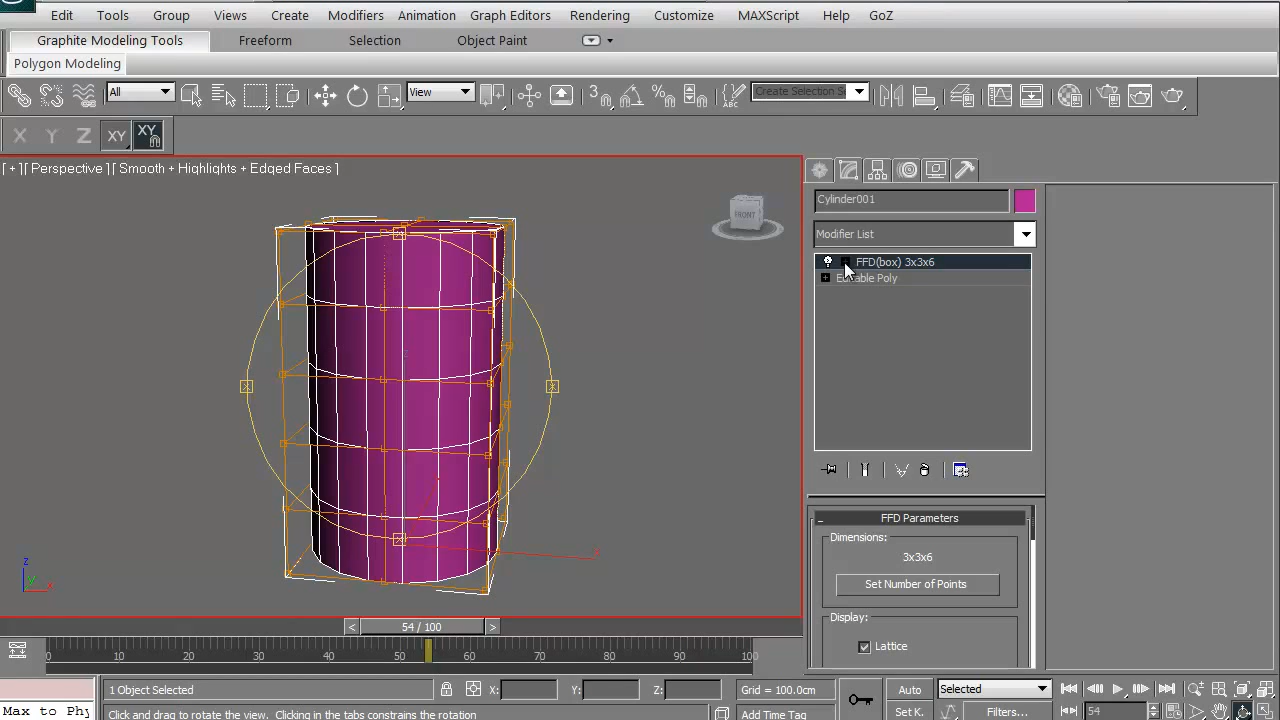 Edit Tools Group Views Create Modifiers Animation Graph Editors Rendering Customize MAXScript Help GoZ
Graphite Modeling Tools Freeform Selection Object Paint
Polygon Modeling
All View 3 Create Selection S
X Y Z XY XY
[ + ][ Perspective ][ Smooth + Highlights + Edged Faces ]
FRONT
Cylinder001
Modifier List
FFD(box) 3x3x6
Editable Poly
FFD Parameters
Dimensions:
3x3x6
Set Number of Points
Display:
Lattice
z
x
z y x
< 54 / 100 >
0 10 20 30 40 50 60 70 80 90 100
1 Object Selected X: Y: Z: Grid = 100.0cm Auto Selected
Max to Phy Click and drag to rotate the view. Clicking in the tabs constrains the rotation Add Time Tag Set K. Filters... 54